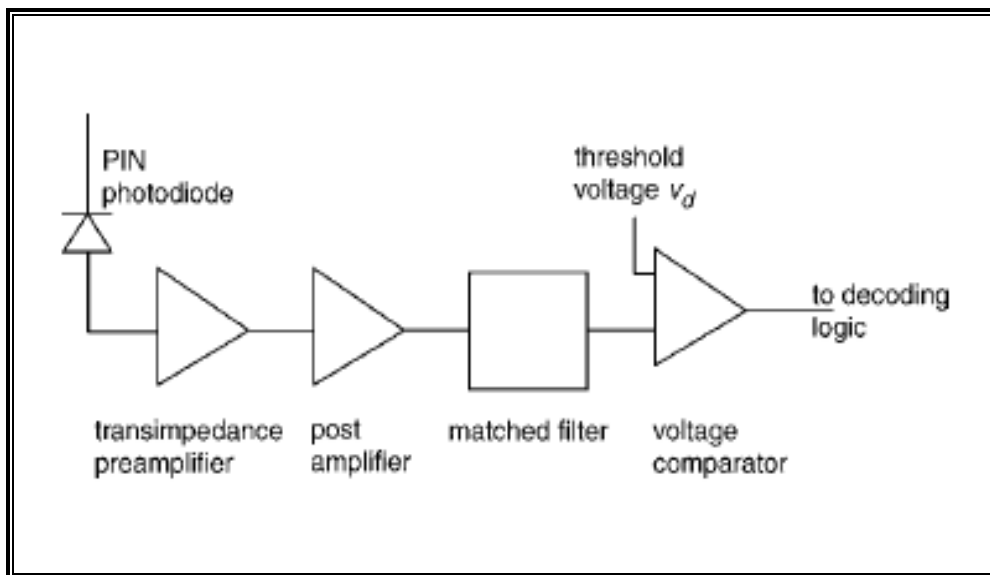 PIN
photodiode
threshold
voltage v_d
to decoding
logic
transimpedance
preamplifier
post
amplifier
matched filter
voltage
comparator